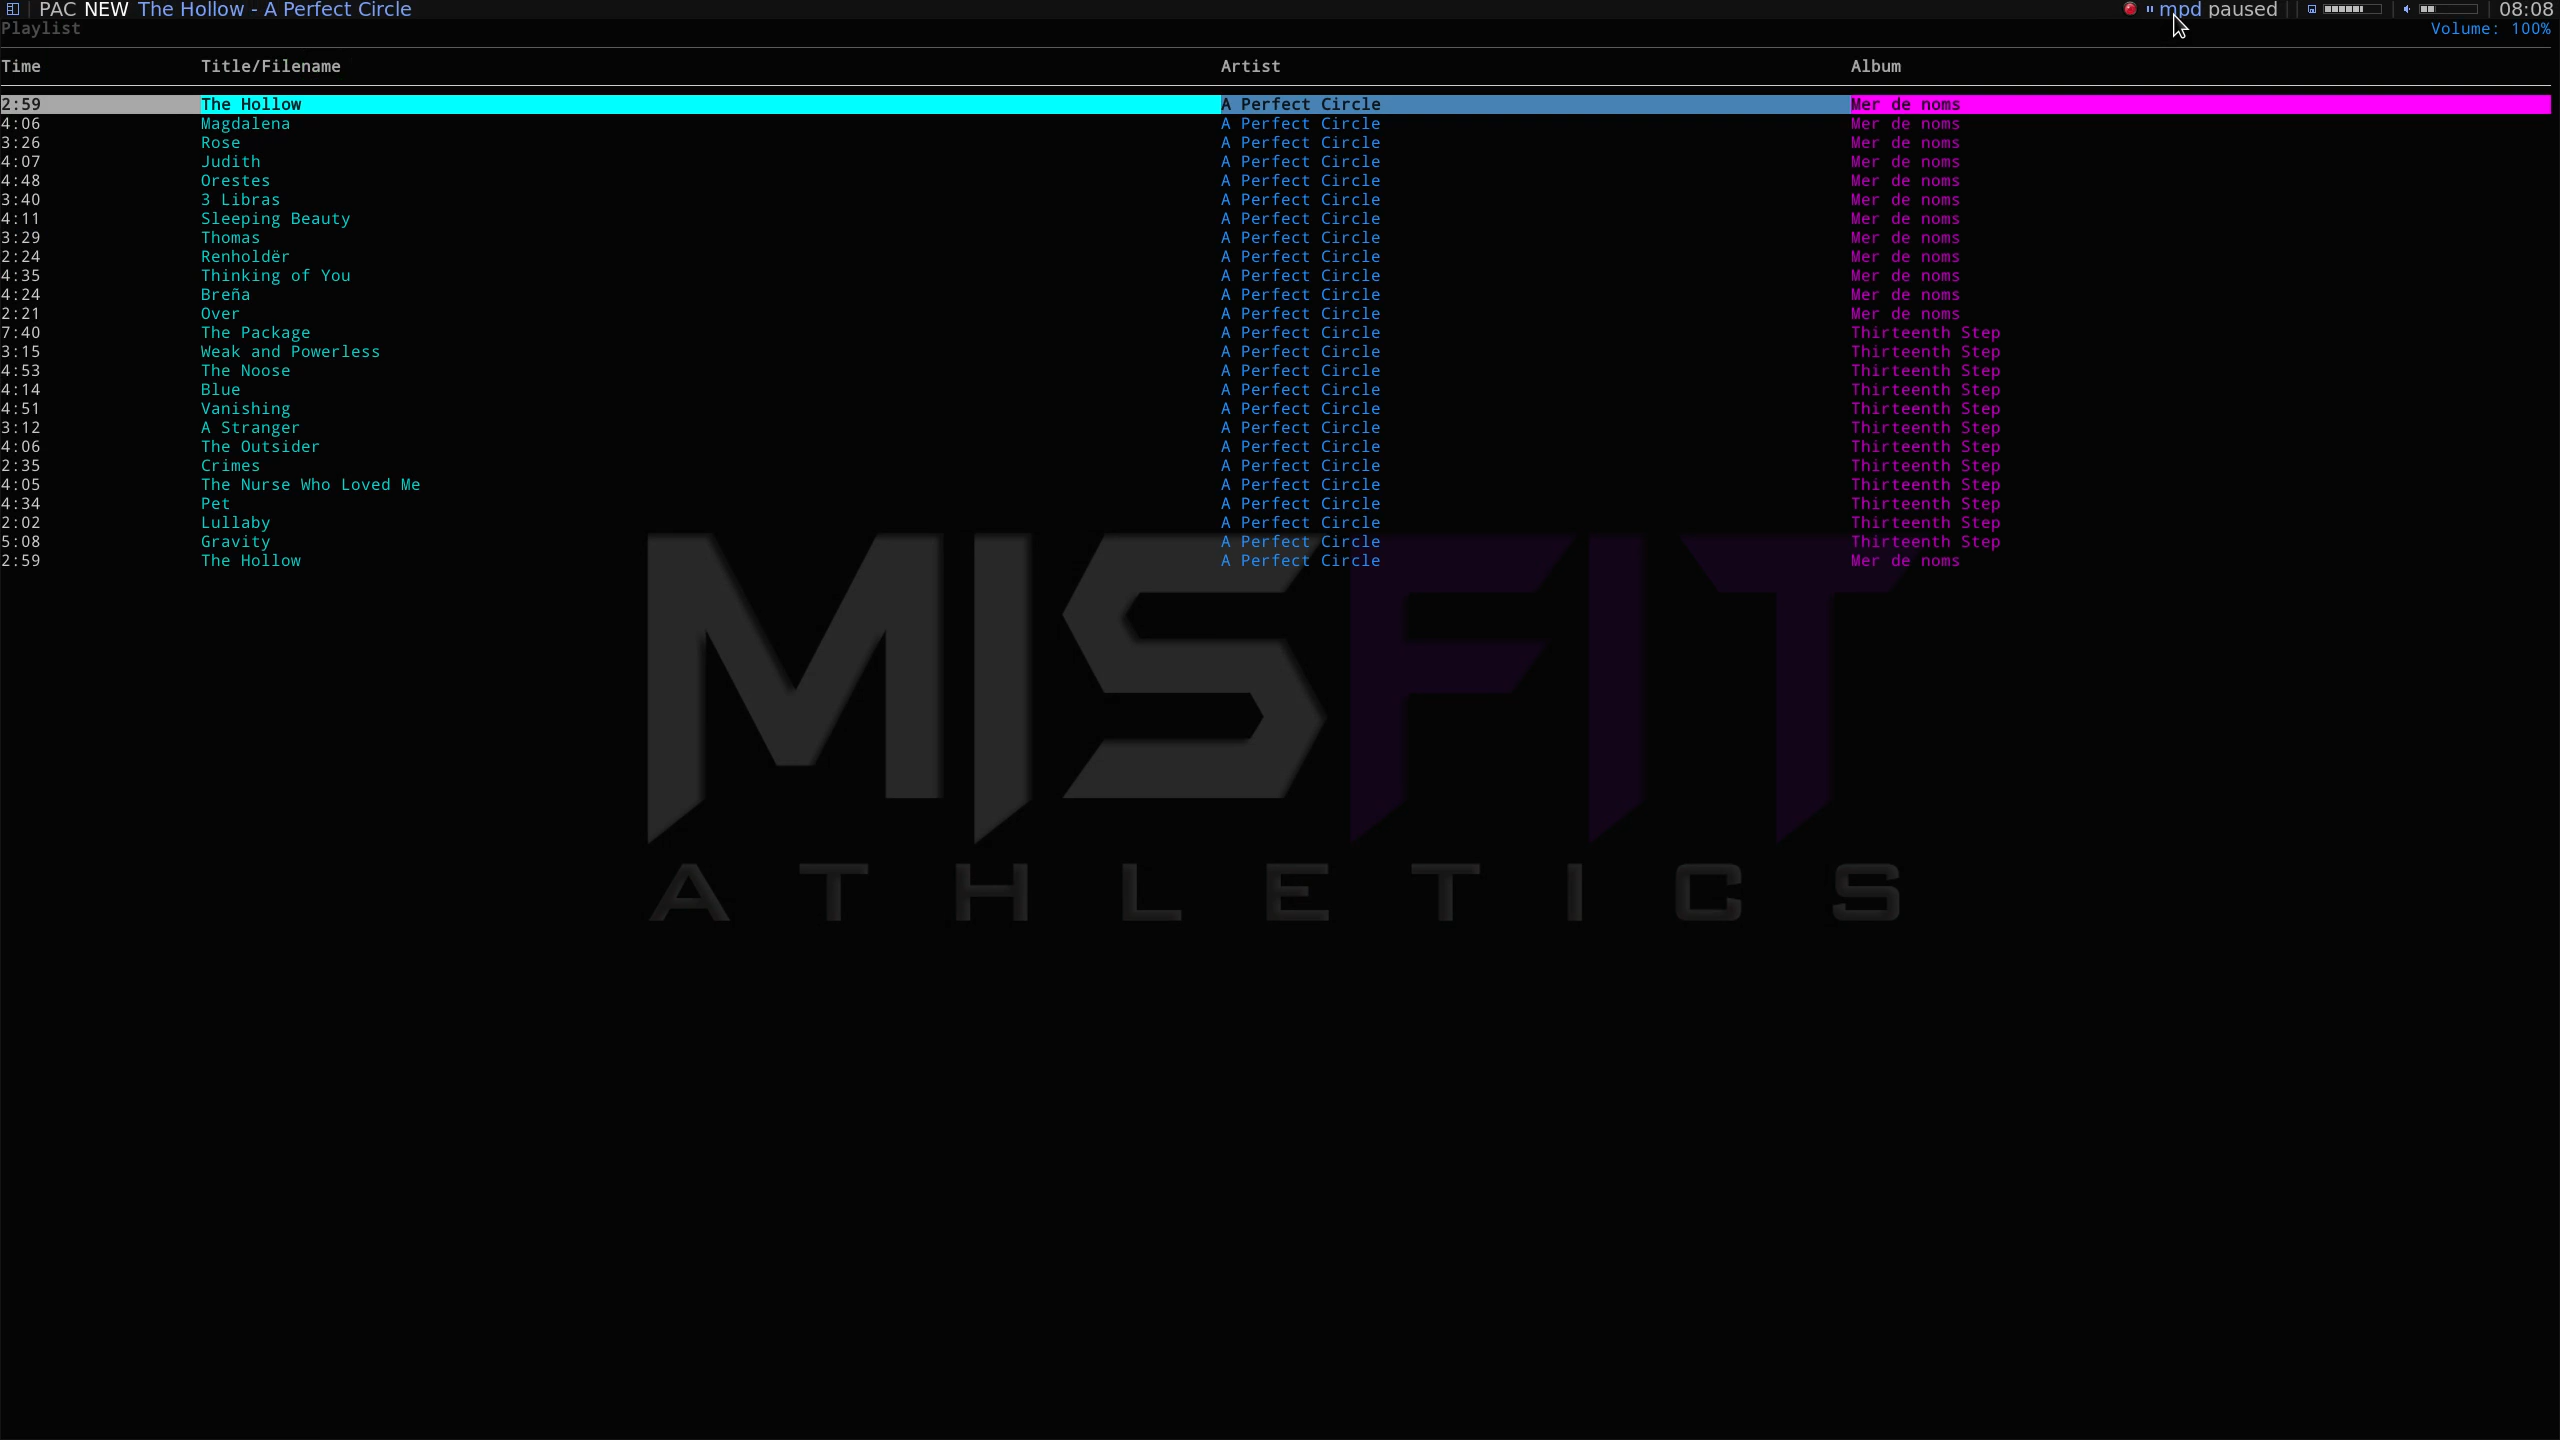 PAC NEW The Hollow - A Perfect Circle mpd paused 08:08
Playlist Volume: 100%
Time Title/Filename Artist Album
2:59 The Hollow A Perfect Circle Mer de noms
4:06 Magdalena A Perfect Circle Mer de noms
3:26 Rose A Perfect Circle Mer de noms
4:07 Judith A Perfect Circle Mer de noms
4:48 Orestes A Perfect Circle Mer de noms
3:40 3 Libras A Perfect Circle Mer de noms
4:11 Sleeping Beauty A Perfect Circle Mer de noms
3:29 Thomas A Perfect Circle Mer de noms
2:24 Renholdër A Perfect Circle Mer de noms
4:35 Thinking of You A Perfect Circle Mer de noms
4:24 Breña A Perfect Circle Mer de noms
2:21 Over A Perfect Circle Mer de noms
7:40 The Package A Perfect Circle Thirteenth Step
3:15 Weak and Powerless A Perfect Circle Thirteenth Step
4:53 The Noose A Perfect Circle Thirteenth Step
4:14 Blue A Perfect Circle Thirteenth Step
4:51 Vanishing A Perfect Circle Thirteenth Step
3:12 A Stranger A Perfect Circle Thirteenth Step
4:06 The Outsider A Perfect Circle Thirteenth Step
2:35 Crimes A Perfect Circle Thirteenth Step
4:05 The Nurse Who Loved Me A Perfect Circle Thirteenth Step
4:34 Pet A Perfect Circle Thirteenth Step
2:02 Lullaby A Perfect Circle Thirteenth Step
5:08 Gravity A Perfect Circle Thirteenth Step
2:59 The Hollow A Perfect Circle Mer de noms
MISFIT
ATHLETICS